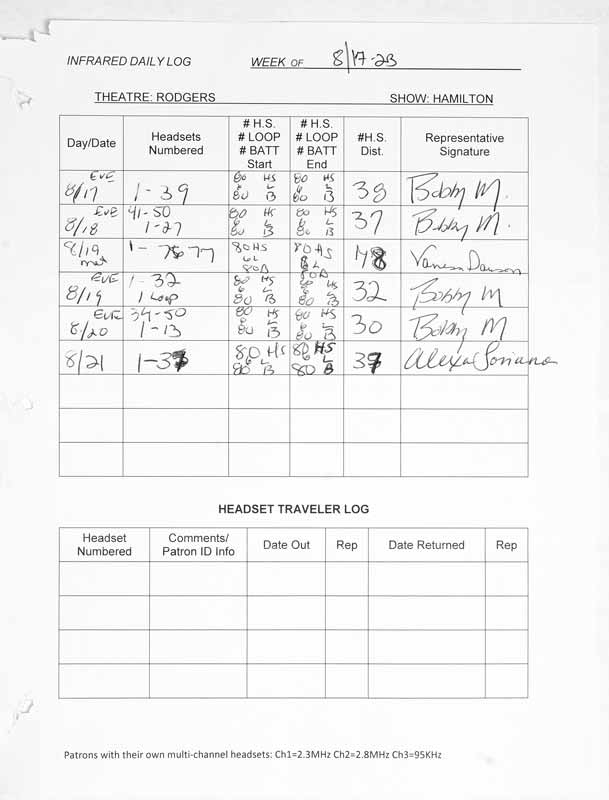 INFRARED DAILY LOG WEEK OF 8/17-23
THEATRE: RODGERS SHOW: HAMILTON
Day/Date Headsets Numbered # H.S. # LOOP # BATT Start # H.S. # LOOP # BATT End #H.S. Dist. Representative Signature
EVE 8/17 1-39 80 HS 6 L 80 B 80 HS 6 L 80 B 38 Bobby M.
EVE 8/18 41-50 1-27 80 HS 6 L 80 B 80 HS 6 L 80 B 37 Bobby M.
8/19 mat 1- 77 80 HS 6L 80B 80 HS 6 L 80B Vanessa Dawson
EVE 8/19 1-32 1 Loop 80 HS 6 L 80 B 80 HS 6 L 80 B 32 Bobby M
EVE 8/20 34-50 1-13 80 HS 6 L 80 B 80 HS 6 L 80 B 30 Bobby M
8/21 1-37 80 HS 6 L 80 B 80 HS 6 L 80 B 37 Alexa Soriano
HEADSET TRAVELER LOG
Headset Numbered Comments/ Patron ID Info Date Out Rep Date Returned Rep
Patrons with their own multi-channel headsets: Ch1=2.3MHz Ch2=2.8MHz Ch3=95KHz